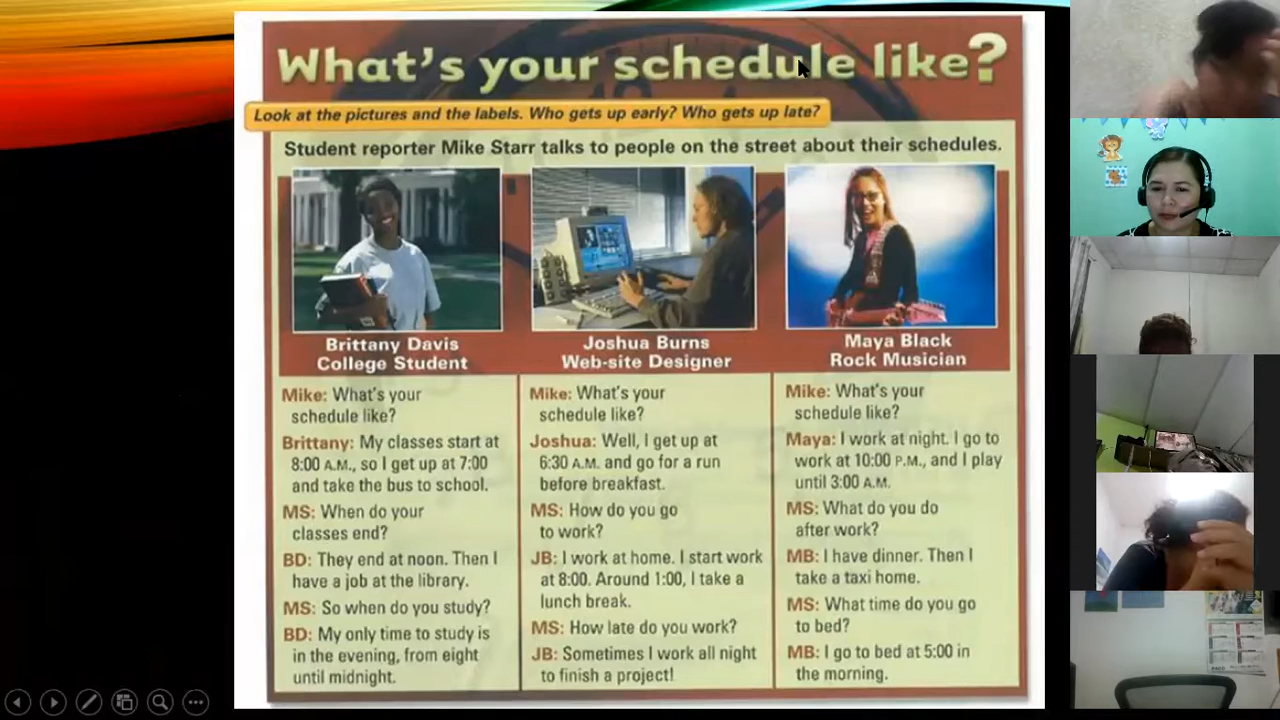 What's your schedule like?
Look at the pictures and the labels. Who gets up early? Who gets up late?
Student reporter Mike Starr talks to people on the street about their schedules.
Brittany Davis
College Student
Mike: What's your
schedule like?
Brittany: My classes start at
8:00 A.M., so I get up at 7:00
and take the bus to school.
MS: When do your
classes end?
BD: They end at noon. Then I
have a job at the library.
MS: So when do you study?
BD: My only time to study is
in the evening, from eight
until midnight.
Joshua Burns
Web-site Designer
Mike: What's your
schedule like?
Joshua: Well, I get up at
6:30 A.M. and go for a run
before breakfast.
MS: How do you go
to work?
JB: I work at home. I start work
at 8:00. Around 1:00, I take a
lunch break.
MS: How late do you work?
JB: Sometimes I work all night
to finish a project!
Maya Black
Rock Musician
Mike: What's your
schedule like?
Maya: I work at night. I go to
work at 10:00 P.M., and I play
until 3:00 A.M.
MS: What do you do
after work?
MB: I have dinner. Then I
take a taxi home.
MS: What time do you go
to bed?
MB: I go to bed at 5:00 in
the morning.